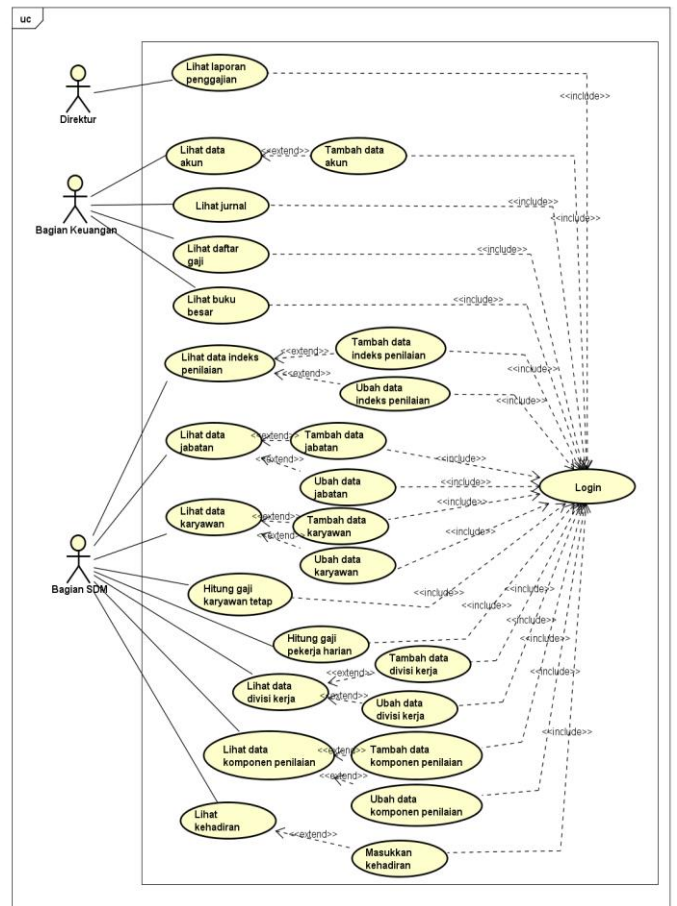 uc
Lihat laporan
penggajian
Direktur
<<include>>
Lihat data
akun
<<extend>>
Tambah data
akun
Bagian Keuangan
Lihat jurnal
<<include>>
<<include>>
Lihat daftar
gaji
<<include>>
Lihat buku
besar
<<include>>
Lihat data indeks
penilaian
<<extend>>
Tambah data
indeks penilaian
<<include>>
<<extend>>
Ubah data
indeks penilaian
<<include>>
Lihat data
jabatan
<<extend>>
Tambah data
jabatan
<<include>>
<<extend>>
Ubah data
jabatan
<<include>>
Login
Lihat data
karyawan
<<extend>>
Tambah data
karyawan
<<include>>
<<extend>>
Ubah data
karyawan
<<include>>
Bagian SDM
Hitung gaji
karyawan tetap
<<include>>
Hitung gaji
pekerja harian
<<include>>
Lihat data
divisi kerja
<<extend>>
Tambah data
divisi kerja
<<include>>
<<extend>>
Ubah data
divisi kerja
<<include>>
Lihat data
komponen penilaian
<<extend>>
Tambah data
komponen penilaian
<<include>>
<<extend>>
Ubah data
komponen penilaian
<<include>>
Lihat
kehadiran
<<extend>>
Masukkan
kehadiran
<<include>>